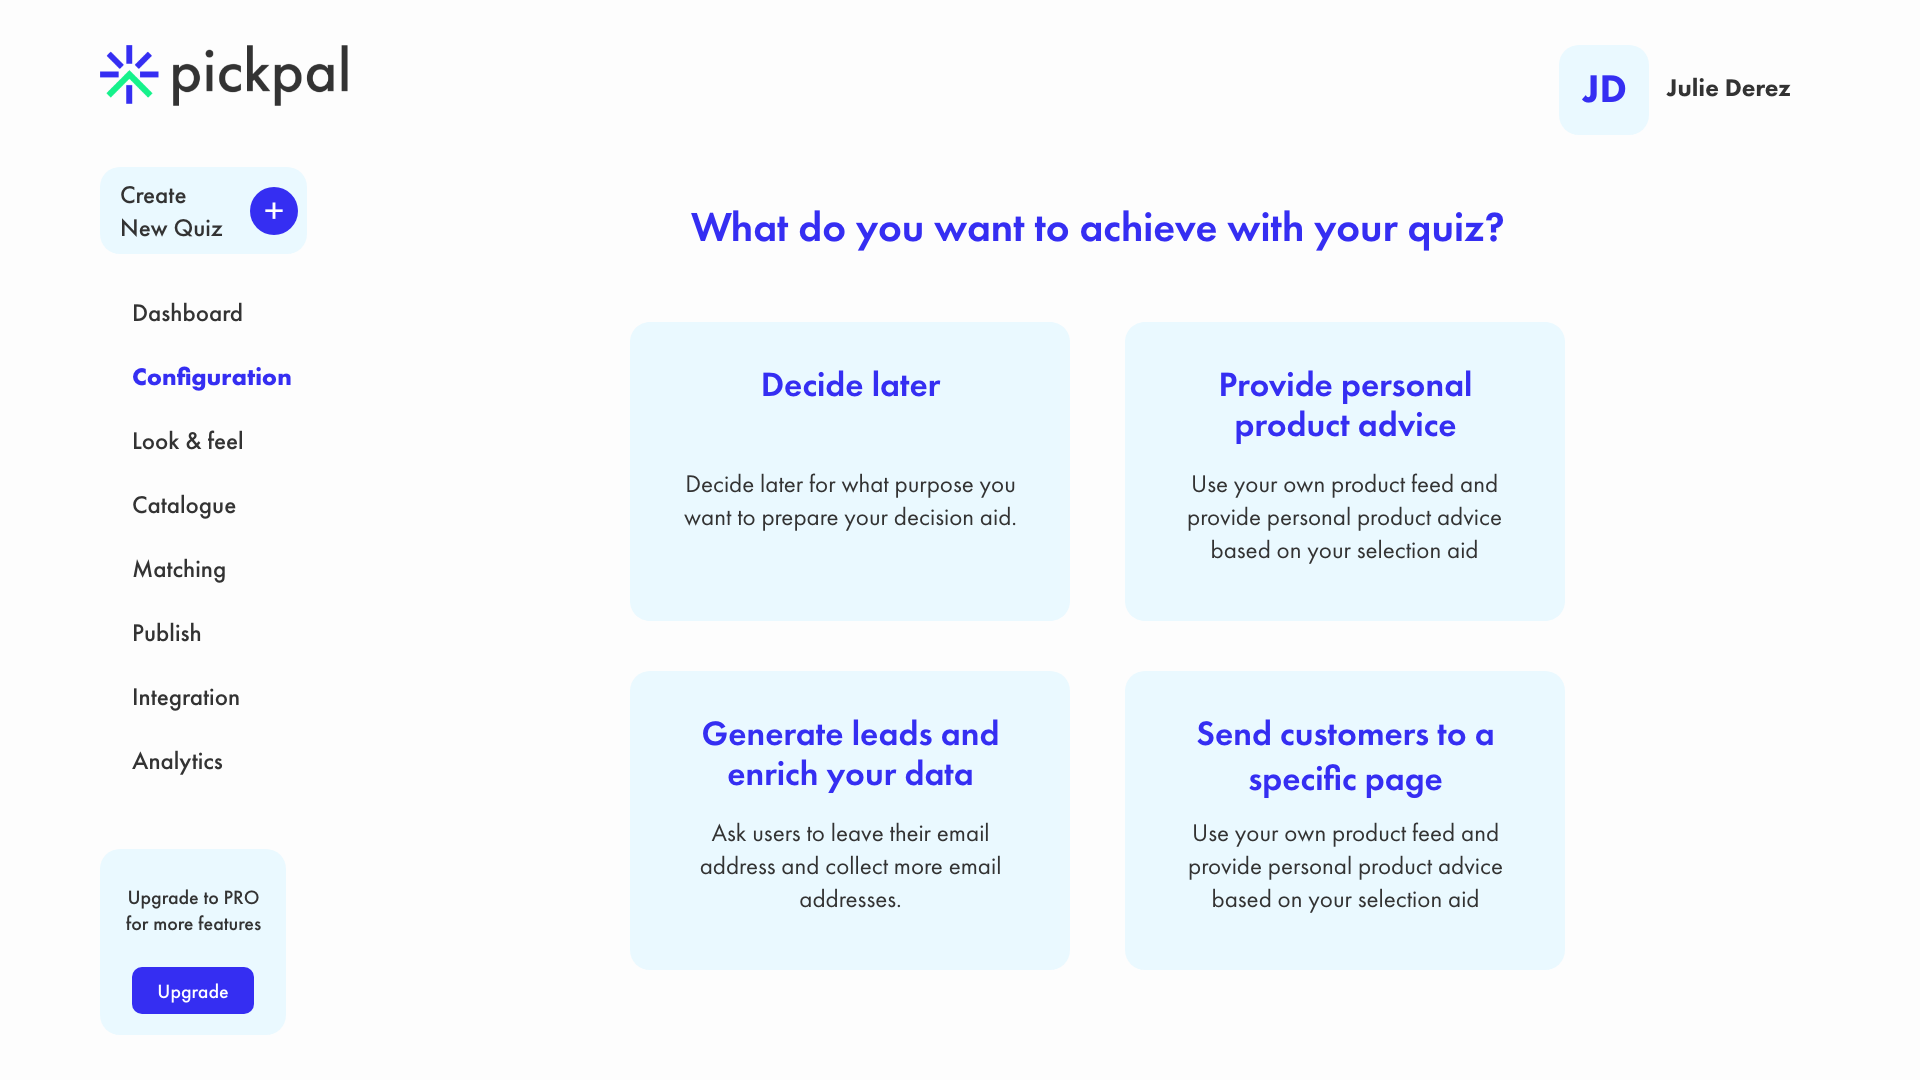 pickpal
JD
Julie Derez
Create
New Quiz
+
What do you want to achieve with your quiz?
Dashboard
Configuration
Look & feel
Catalogue
Matching
Publish
Integration
Analytics
Decide later
Decide later for what purpose you
want to prepare your decision aid.
Provide personal
product advice
Use your own product feed and
provide personal product advice
based on your selection aid
Generate leads and
enrich your data
Ask users to leave their email
address and collect more email
addresses.
Send customers to a
specific page
Use your own product feed and
provide personal product advice
based on your selection aid
Upgrade to PRO
for more features
Upgrade